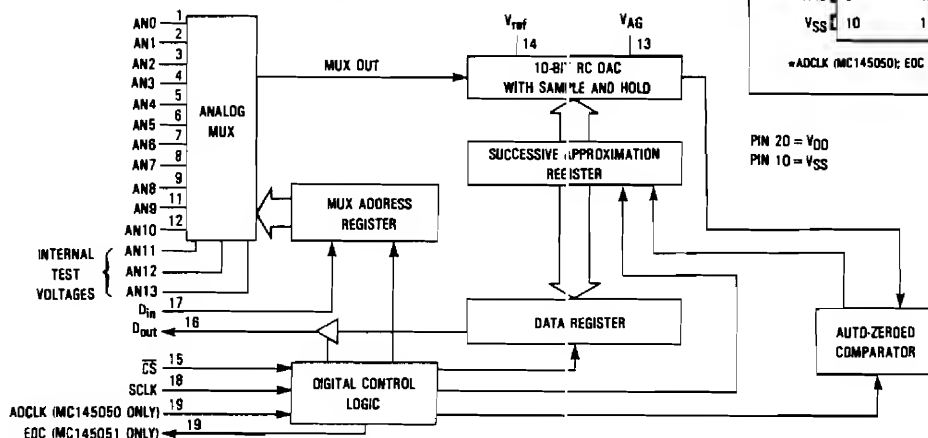 AN0 1
AN1 2
AN2 3
AN3 4
AN4 5
AN5 6
AN6 7
AN7 8
AN8 9
AN9 11
AN10 12
AN11
AN12
AN13
INTERNAL
TEST
VOLTAGES
Din 17
Dout 16
CS 15
SCLK 18
ADCLK (MC145050 ONLY) 19
EOC (MC145051 ONLY) 19
ANALOG
MUX
MUX OUT
MUX ADDRESS
REGISTER
DIGITAL CONTROL
LOGIC
Vref
14
VAG
13
10-BIT RC DAC
WITH SAMPLE AND HOLD
SUCCESSIVE APPROXIMATION
REGISTER
DATA REGISTER
AUTO-ZEROED
COMPARATOR
VSS 10 1
*ADCLK (MC145050); EOC
PIN 20 = VDD
PIN 10 = VSS